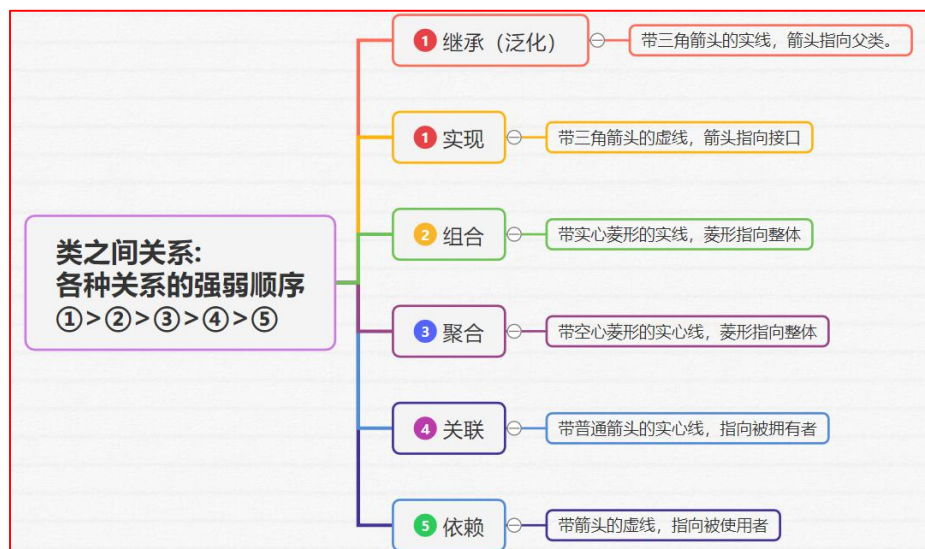 类之间关系:
各种关系的强弱顺序
①>②>③>④>⑤
1 继承（泛化）
带三角箭头的实线，箭头指向父类。
1 实现
带三角箭头的虚线，箭头指向接口
2 组合
带实心菱形的实线，菱形指向整体
3 聚合
带空心菱形的实心线，菱形指向整体
4 关联
带普通箭头的实心线，指向被拥有者
5 依赖
带箭头的虚线，指向被使用者